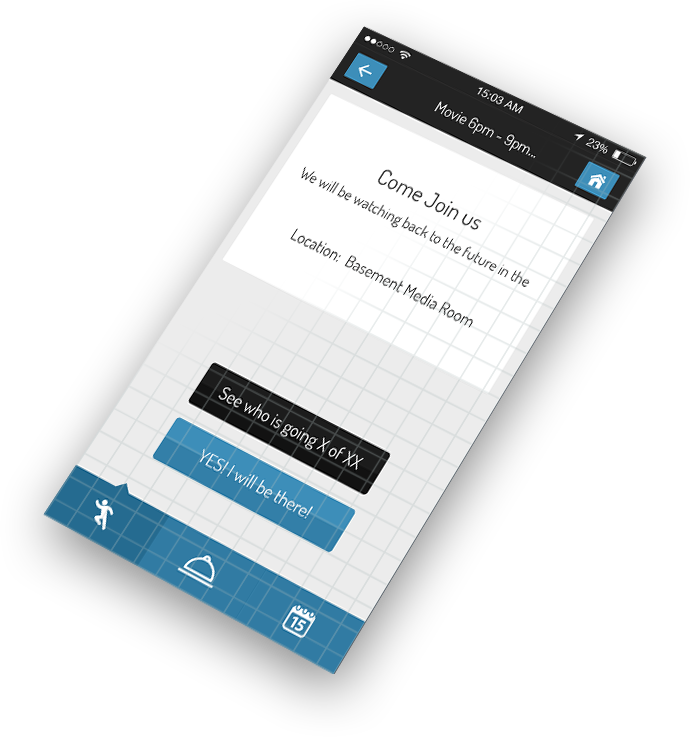 15:03 AM
23%
Movie 6pm - 9pm...
Come Join us
We will be watching back to the future in the
Location: Basement Media Room
See who is going X of XX
YES! I will be there!
15